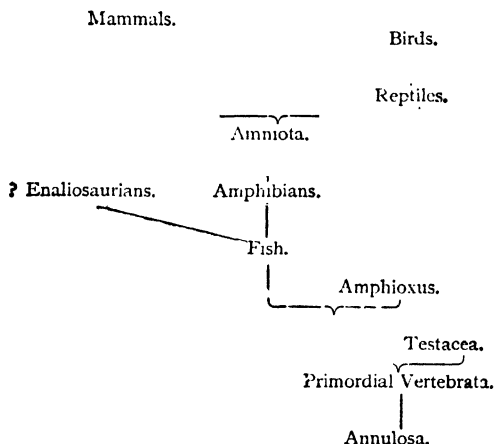 Mammals.
Birds.
Reptiles.
Amniota.
? Enaliosaurians. Amphibians.
Fish.
Amphioxus.
Testacea.
Primordial Vertebrata.
Annulosa.